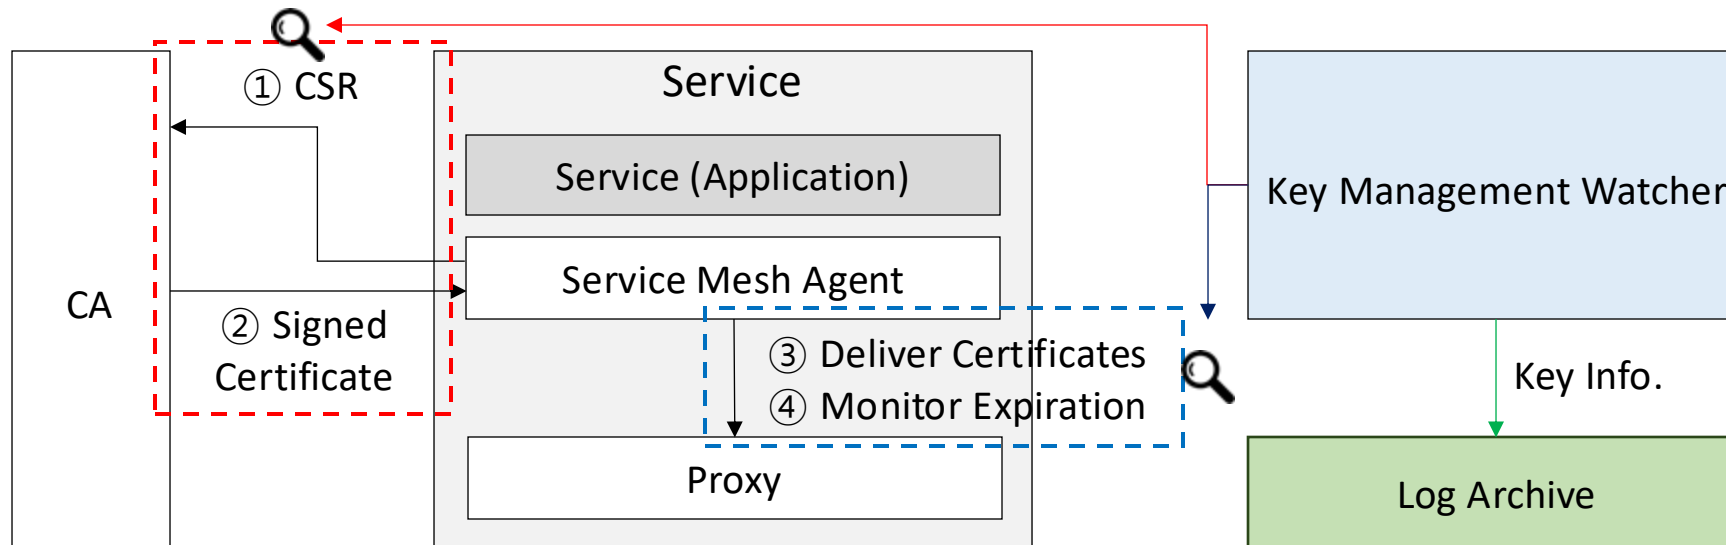 ① CSR
Service
Service (Application)
Key Management Watcher
Service Mesh Agent
CA
② Signed
Certificate
③ Deliver Certificates
④ Monitor Expiration
Key Info.
Proxy
Log Archive